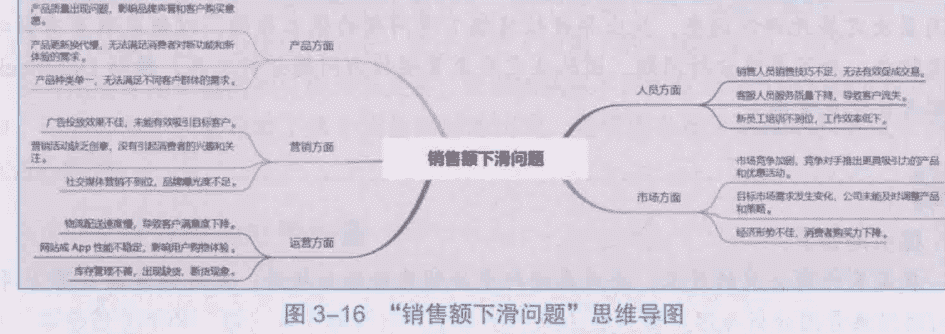 产品质量出现问题，影响品牌声誉和客户购买意
愿。
产品更新换代慢，无法满足消费者对新功能和新
体验的需求。
产品种类单一，无法满足不同客户群体的需求。
产品方面
广告投放效果不佳，未能有效吸引目标客户。
营销活动缺乏创意，没有引起消费者的兴趣和关
注。
社交媒体营销不到位，品牌曝光度不足。
营销方面
物流配送速度慢，导致客户满意度下降。
网站或 App 性能不稳定，影响用户购物体验。
库存管理不善，出现缺货、断货现象。
运营方面
销售额下滑问题
人员方面
销售人员销售技巧不足，无法有效促成交易。
客服人员服务质量下降，导致客户流失。
新员工培训不到位，工作效率低下。
市场方面
市场竞争加剧，竞争对手推出更具吸引力的产品
和优惠活动。
目标市场需求发生变化，公司未能及时调整产品
和策略。
经济形势不佳，消费者购买力下降。
图 3-16 “销售额下滑问题”思维导图